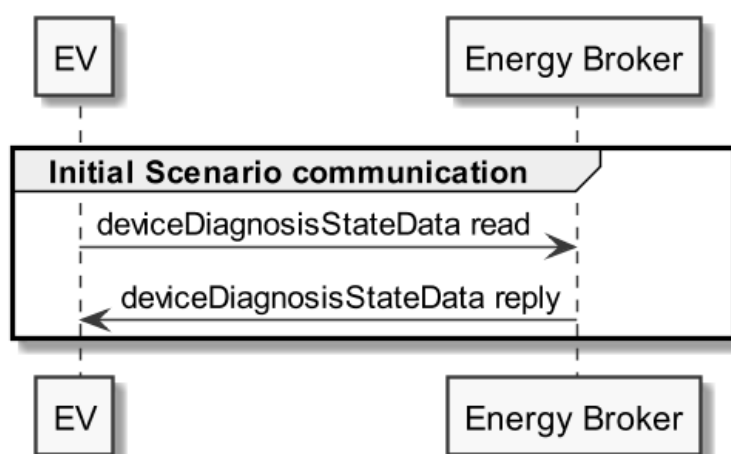 EV
Energy Broker
Initial Scenario communication
deviceDiagnosisStateData read
deviceDiagnosisStateData reply
EV
Energy Broker